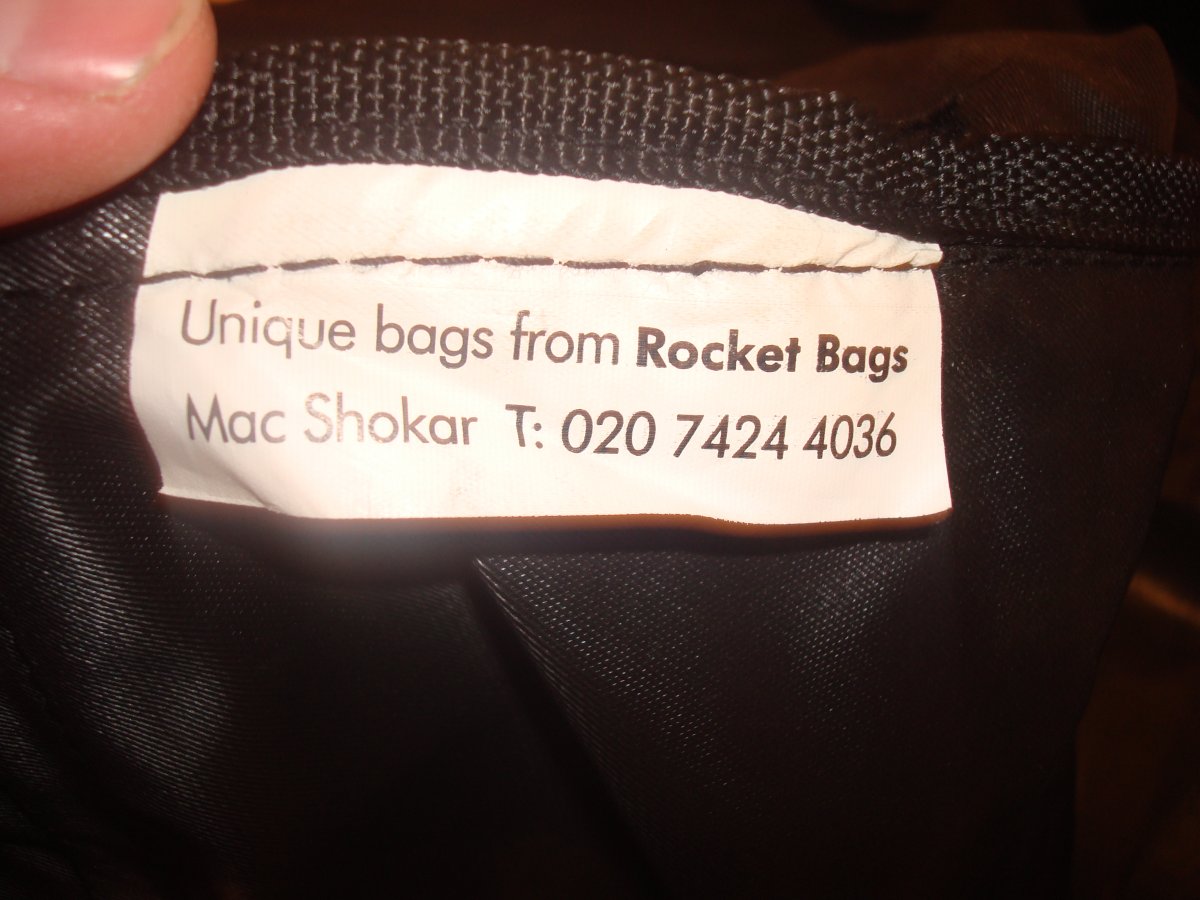 Unique bags from Rocket Bags
Mac Shokar T: 020 7424 4036